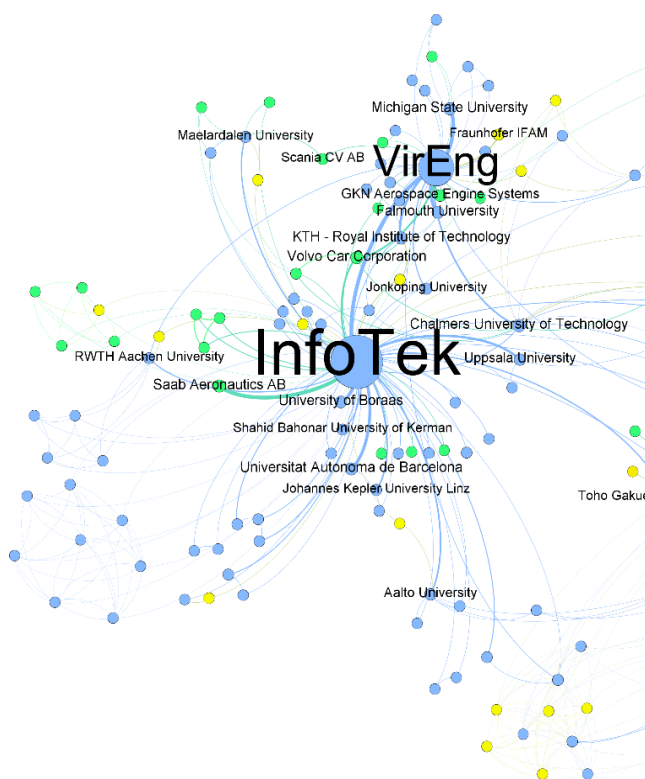 Michigan State University
Fraunhofer IFAM
Maelardalen University
Scania CV AB
VirEng
GKN Aerospace Engine Systems
Falmouth University
KTH - Royal Institute of Technology
Volvo Car Corporation
Jonkoping University
Chalmers University of Technology
InfoTek
RWTH Aachen University
Uppsala University
Saab Aeronautics AB
University of Boraas
Shahid Bahonar University of Kerman
Universitat Autonoma de Barcelona
Johannes Kepler University Linz
Toho Gakue
Aalto University